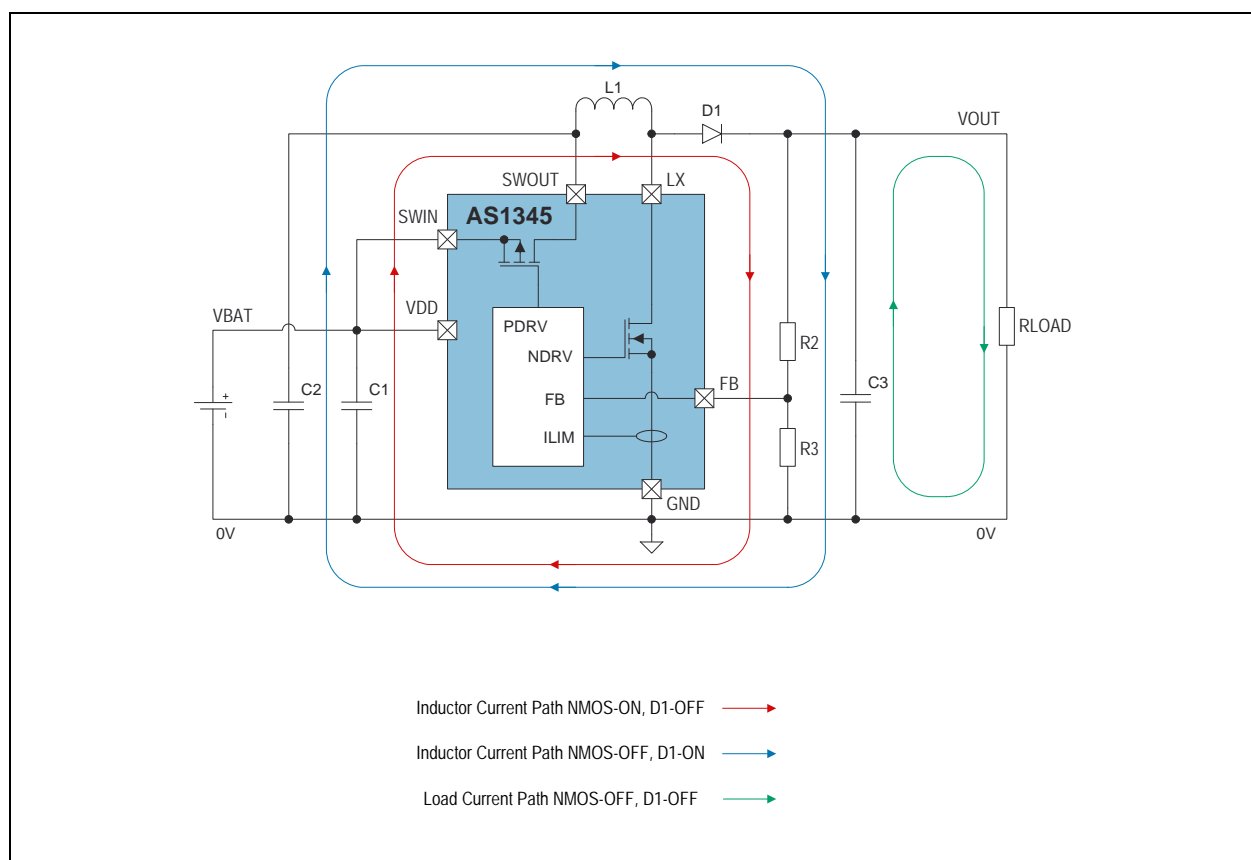 L1
D1
VOUT
SWOUT
LX
SWIN
AS1345
VDD
VBAT
PDRV
NDRV
R2
RLOAD
+
-
C2
C1
FB
FB
C3
ILIM
R3
GND
0V
0V
Inductor Current Path NMOS-ON, D1-OFF
Inductor Current Path NMOS-OFF, D1-ON
Load Current Path NMOS-OFF, D1-OFF